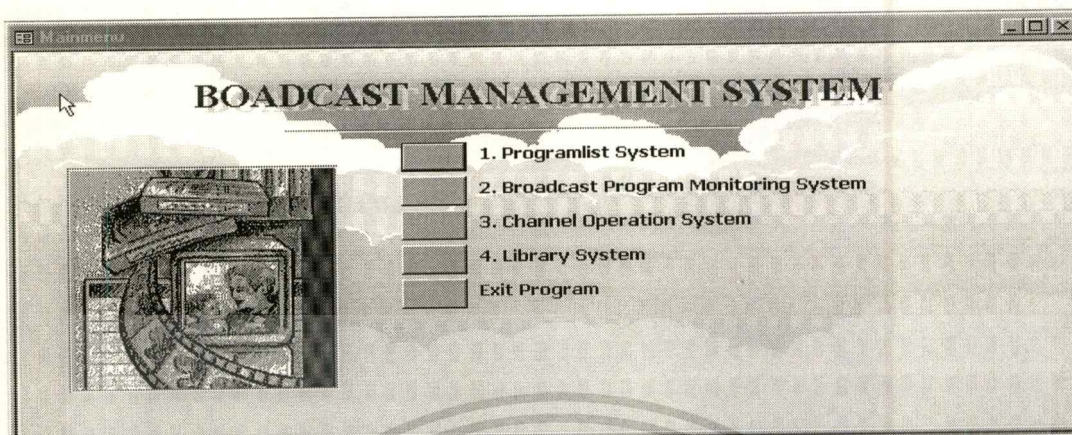 Mainmenu
BOADCAST MANAGEMENT SYSTEM
1. Programlist System
2. Broadcast Program Monitoring System
3. Channel Operation System
4. Library System
Exit Program